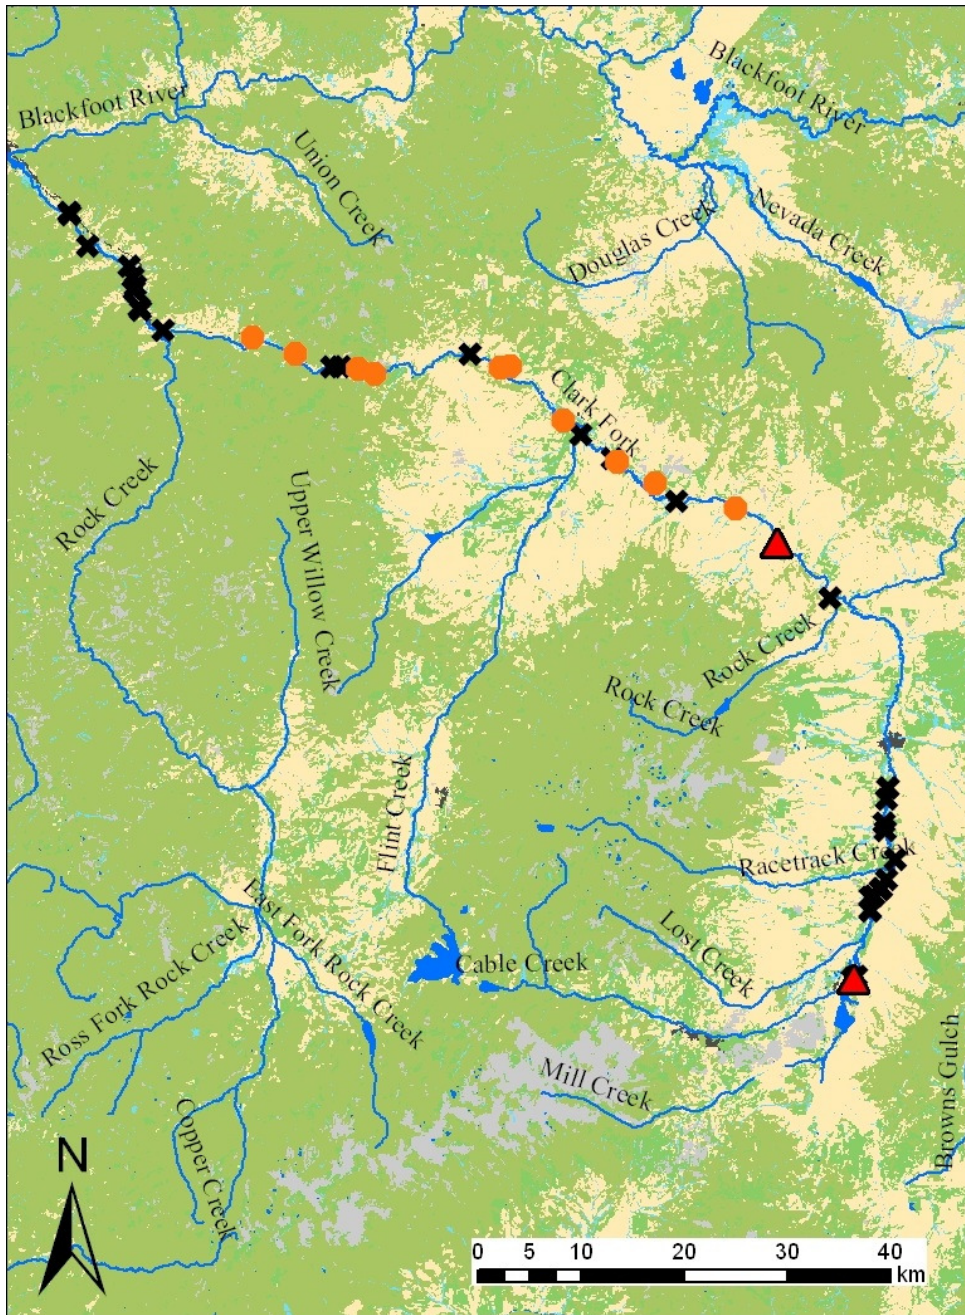 Blackfoot River
Blackfoot River
Union Creek
Douglas Creek
Nevada Creek
Clark Fork
Rock Creek
Upper Willow Creek
Rock Creek
Rock Creek
Flint Creek
Racetrack Creek
East Fork Rock Creek
Lost Creek
Ross Fork Rock Creek
Cable Creek
Mill Creek
Browns Gulch
Copper Creek
N
0 5 10 20 30 40
km